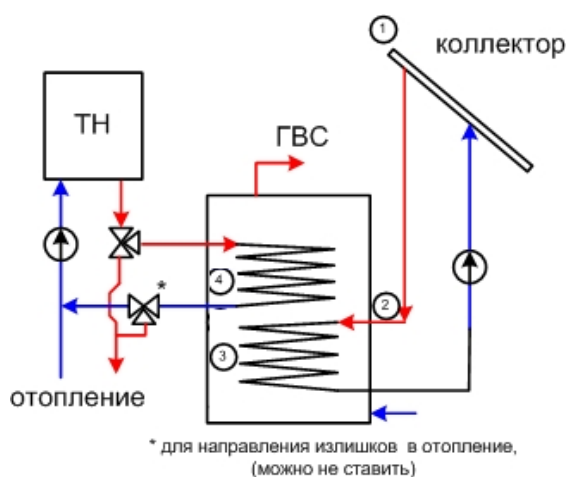 1
коллектор
ТН
ГВС
*
4
2
3
отопление
* для направления излишков в отопление,
(можно не ставить)